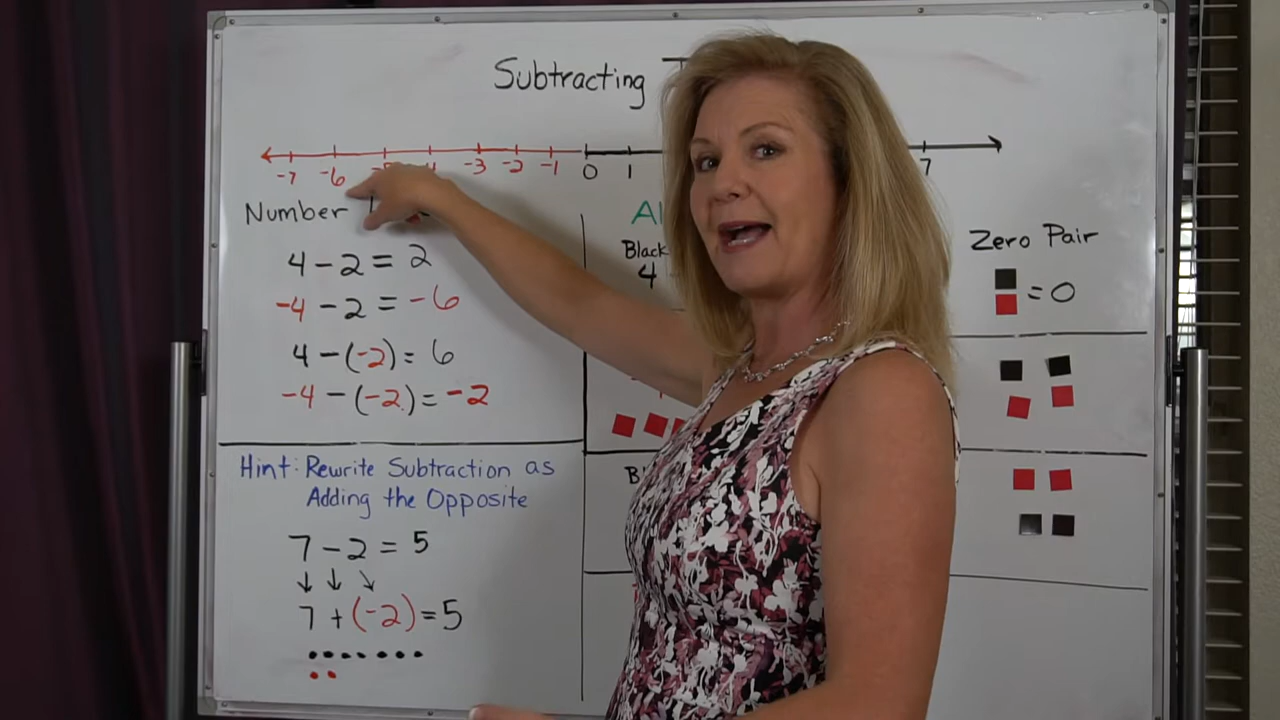 Subtracting
-7 -6 -3 -2 -1 0 1 7
Number
4 - 2 = 2
-4 - 2 = -6
4 - (-2) = 6
-4 - (-2) = -2
Hint: Rewrite Subtraction as
Adding the Opposite
7 - 2 = 5
↓ ↓ ↘
7 + (-2) = 5
Black
4
Zero Pair
= 0